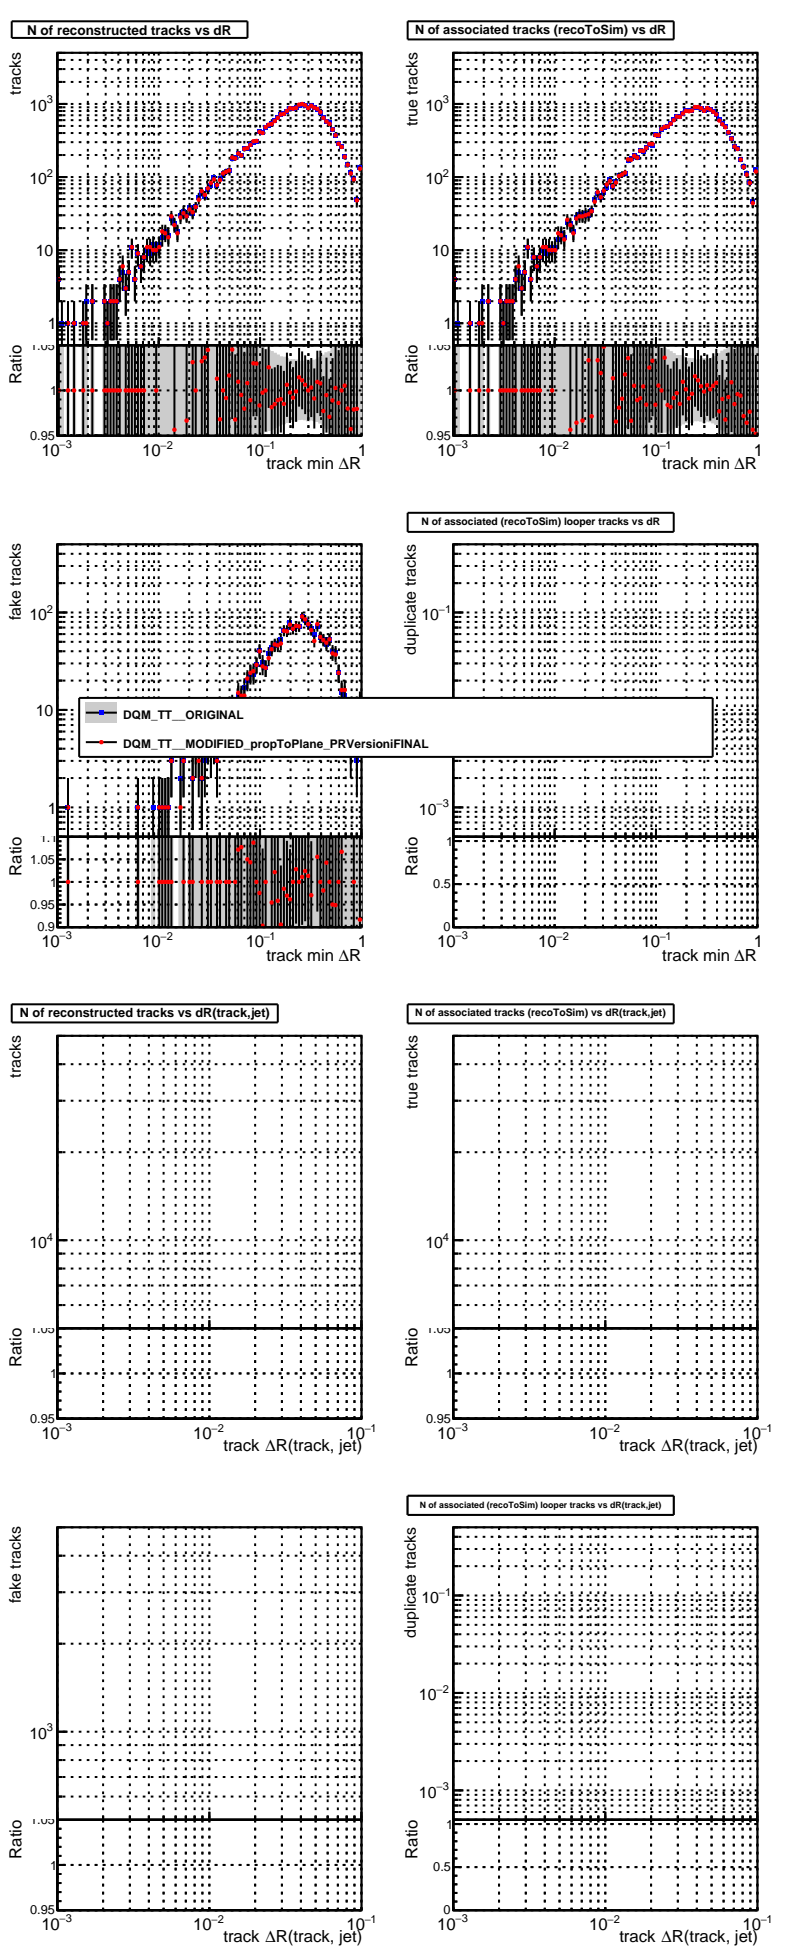 N of reconstructed tracks vs dR
tracks
10³
10²
10
1
Ratio
1.05
1
0.95
10⁻³ 10⁻² 10⁻¹ 1
track min ΔR
N of associated tracks (recoToSim) vs dR
true tracks
10³
10²
10
1
Ratio
1.05
1
0.95
10⁻³ 10⁻² 10⁻¹ 1
track min ΔR
fake tracks
10²
10
1
Ratio
1.1
1.05
1
0.95
0.9
10⁻³ 10⁻² 10⁻¹ 1
track min ΔR
N of associated (recoToSim) looper tracks vs dR
duplicate tracks
10⁻¹
10⁻³
Ratio
1
0.5
0
10⁻³ 10⁻² 10⁻¹ 1
track min ΔR
DQM_TT__ORIGINAL
DQM_TT__MODIFIED_propToPlane_PRVersioniFINAL
N of reconstructed tracks vs dR(track,jet)
tracks
10⁴
Ratio
1.05
1
0.95
10⁻³ 10⁻² 10⁻¹
track ΔR(track, jet)
N of associated tracks (recoToSim) vs dR(track,jet)
true tracks
10⁴
Ratio
1.05
1
0.95
10⁻³ 10⁻² 10⁻¹
track ΔR(track, jet)
fake tracks
10³
Ratio
1.05
1
0.95
10⁻³ 10⁻² 10⁻¹
track ΔR(track, jet)
N of associated (recoToSim) looper tracks vs dR(track,jet)
duplicate tracks
10⁻¹
10⁻²
10⁻³
Ratio
1
0.5
0
10⁻³ 10⁻² 10⁻¹
track ΔR(track, jet)